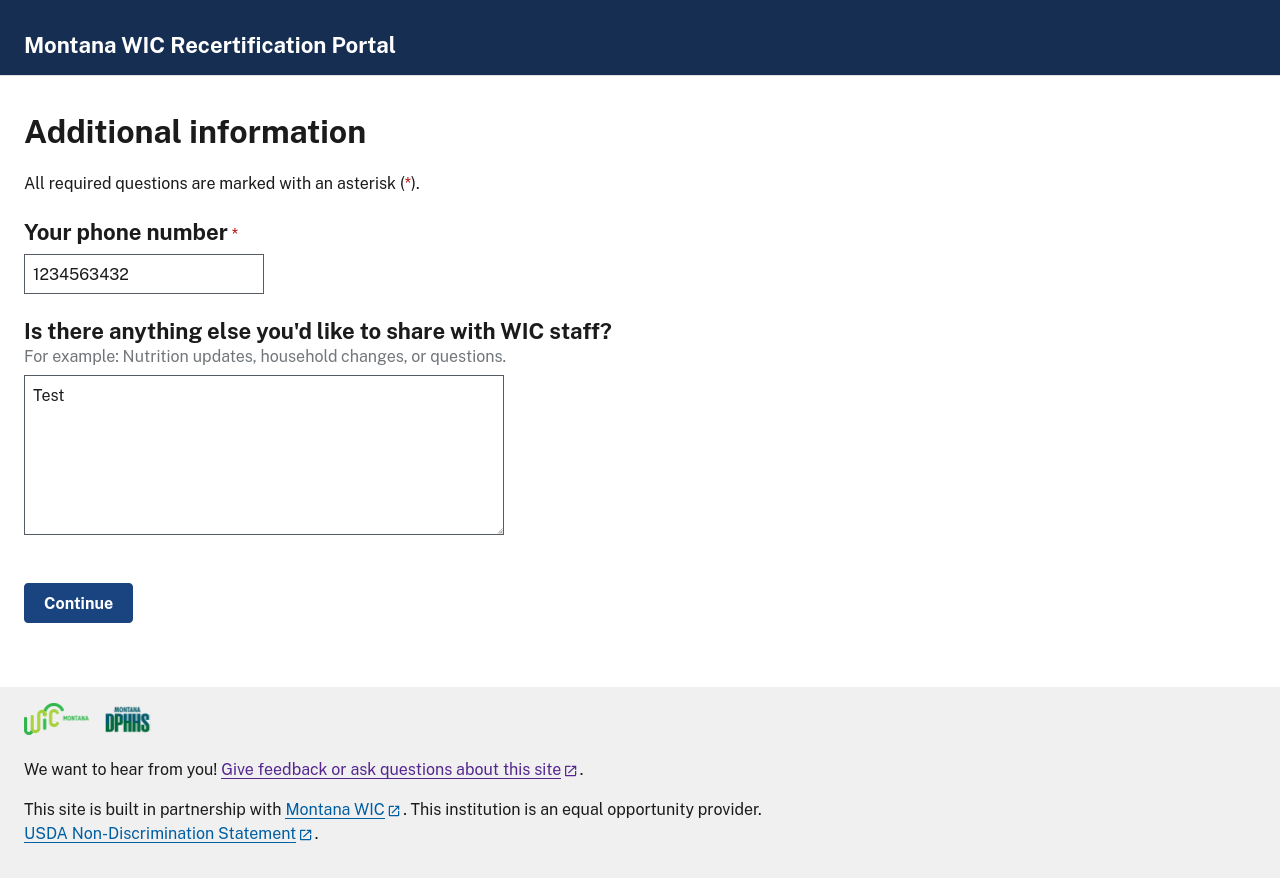 Montana WIC Recertification Portal
Additional information
All required questions are marked with an asterisk (*).
Your phone number *
1234563432
Is there anything else you'd like to share with WIC staff?
For example: Nutrition updates, household changes, or questions.
Test
Continue
WiC MONTANA
MONTANA
DPHHS
We want to hear from you! Give feedback or ask questions about this site.
This site is built in partnership with Montana WIC. This institution is an equal opportunity provider.
USDA Non-Discrimination Statement.